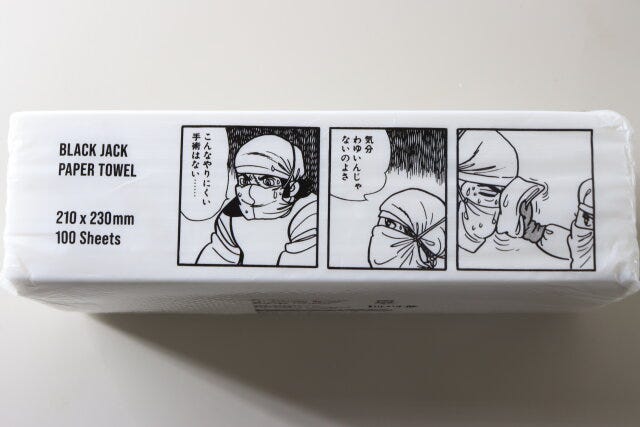 BLACK JACK
PAPER TOWEL
210 x 230mm
100 Sheets
こんなやりにくい
手術はない……
気分
わゆいんじゃ
ないのよさ